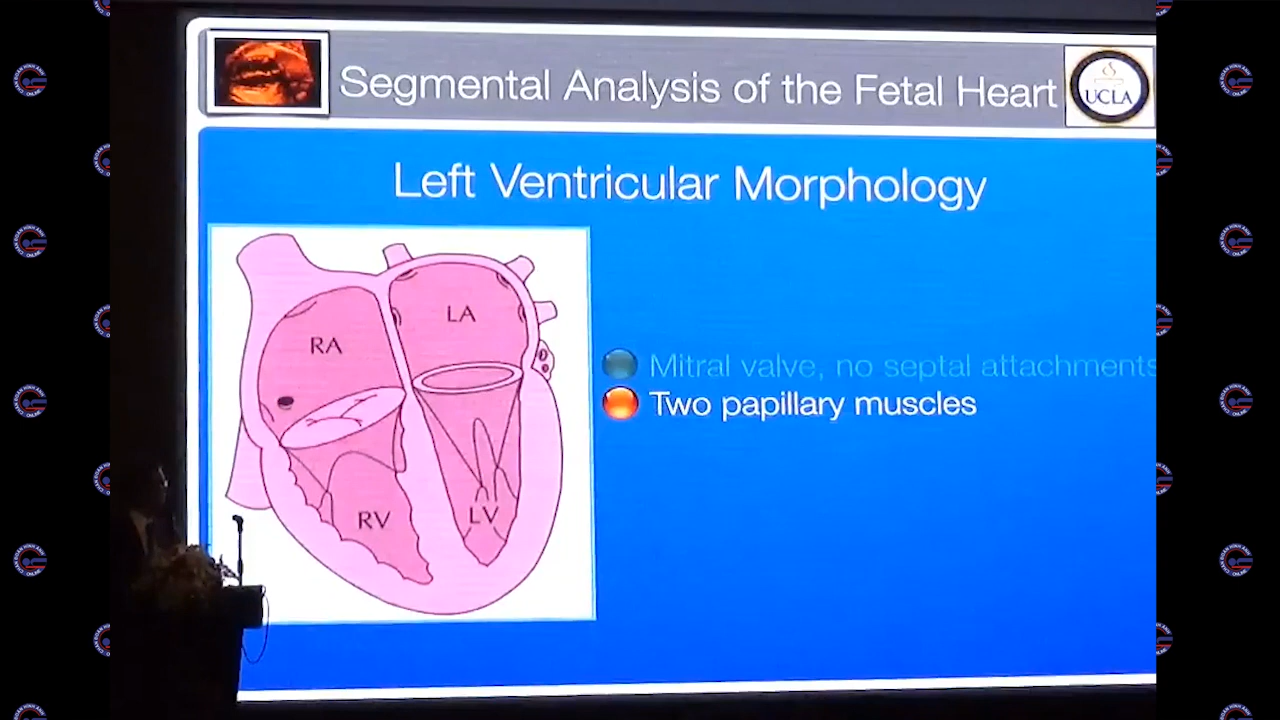 Segmental Analysis of the Fetal Heart
UCLA
Left Ventricular Morphology
LA
RA
Mitral valve, no septal attachments
Two papillary muscles
RV
LV